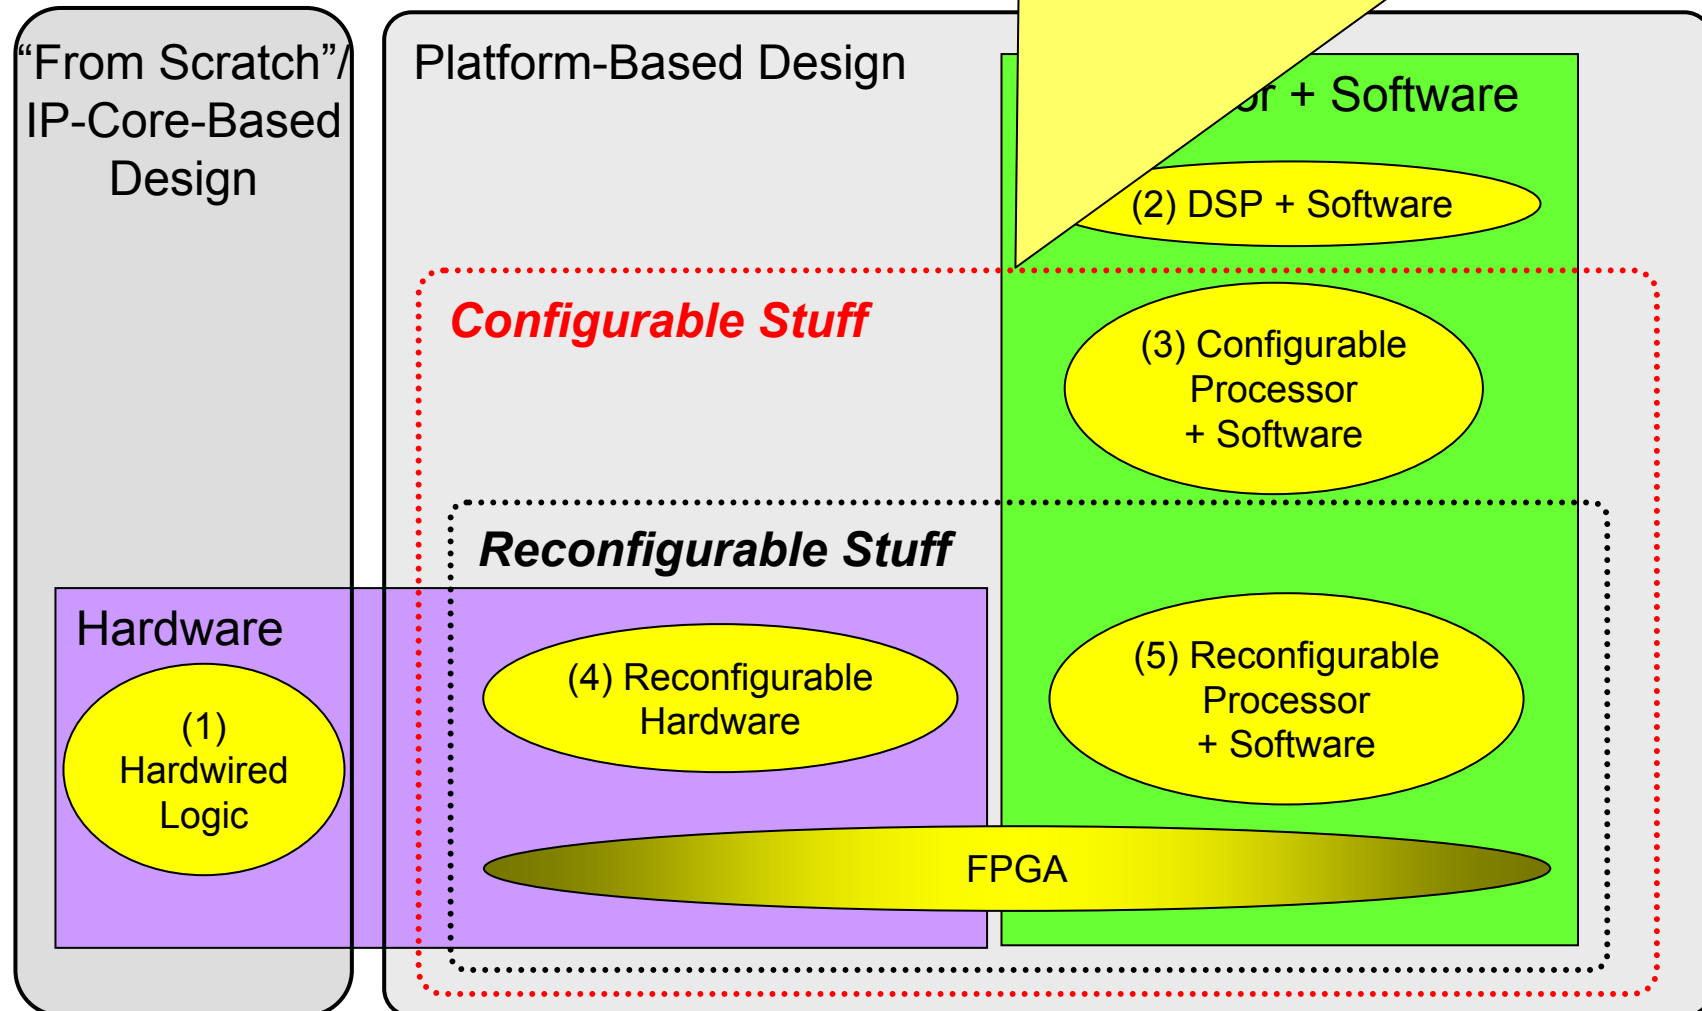 “From Scratch”/
IP-Core-Based
Design
Platform-Based Design
+ Software
(2) DSP + Software
Configurable Stuff
(3) Configurable
Processor
+ Software
Reconfigurable Stuff
Hardware
(1)
Hardwired
Logic
(4) Reconfigurable
Hardware
(5) Reconfigurable
Processor
+ Software
FPGA